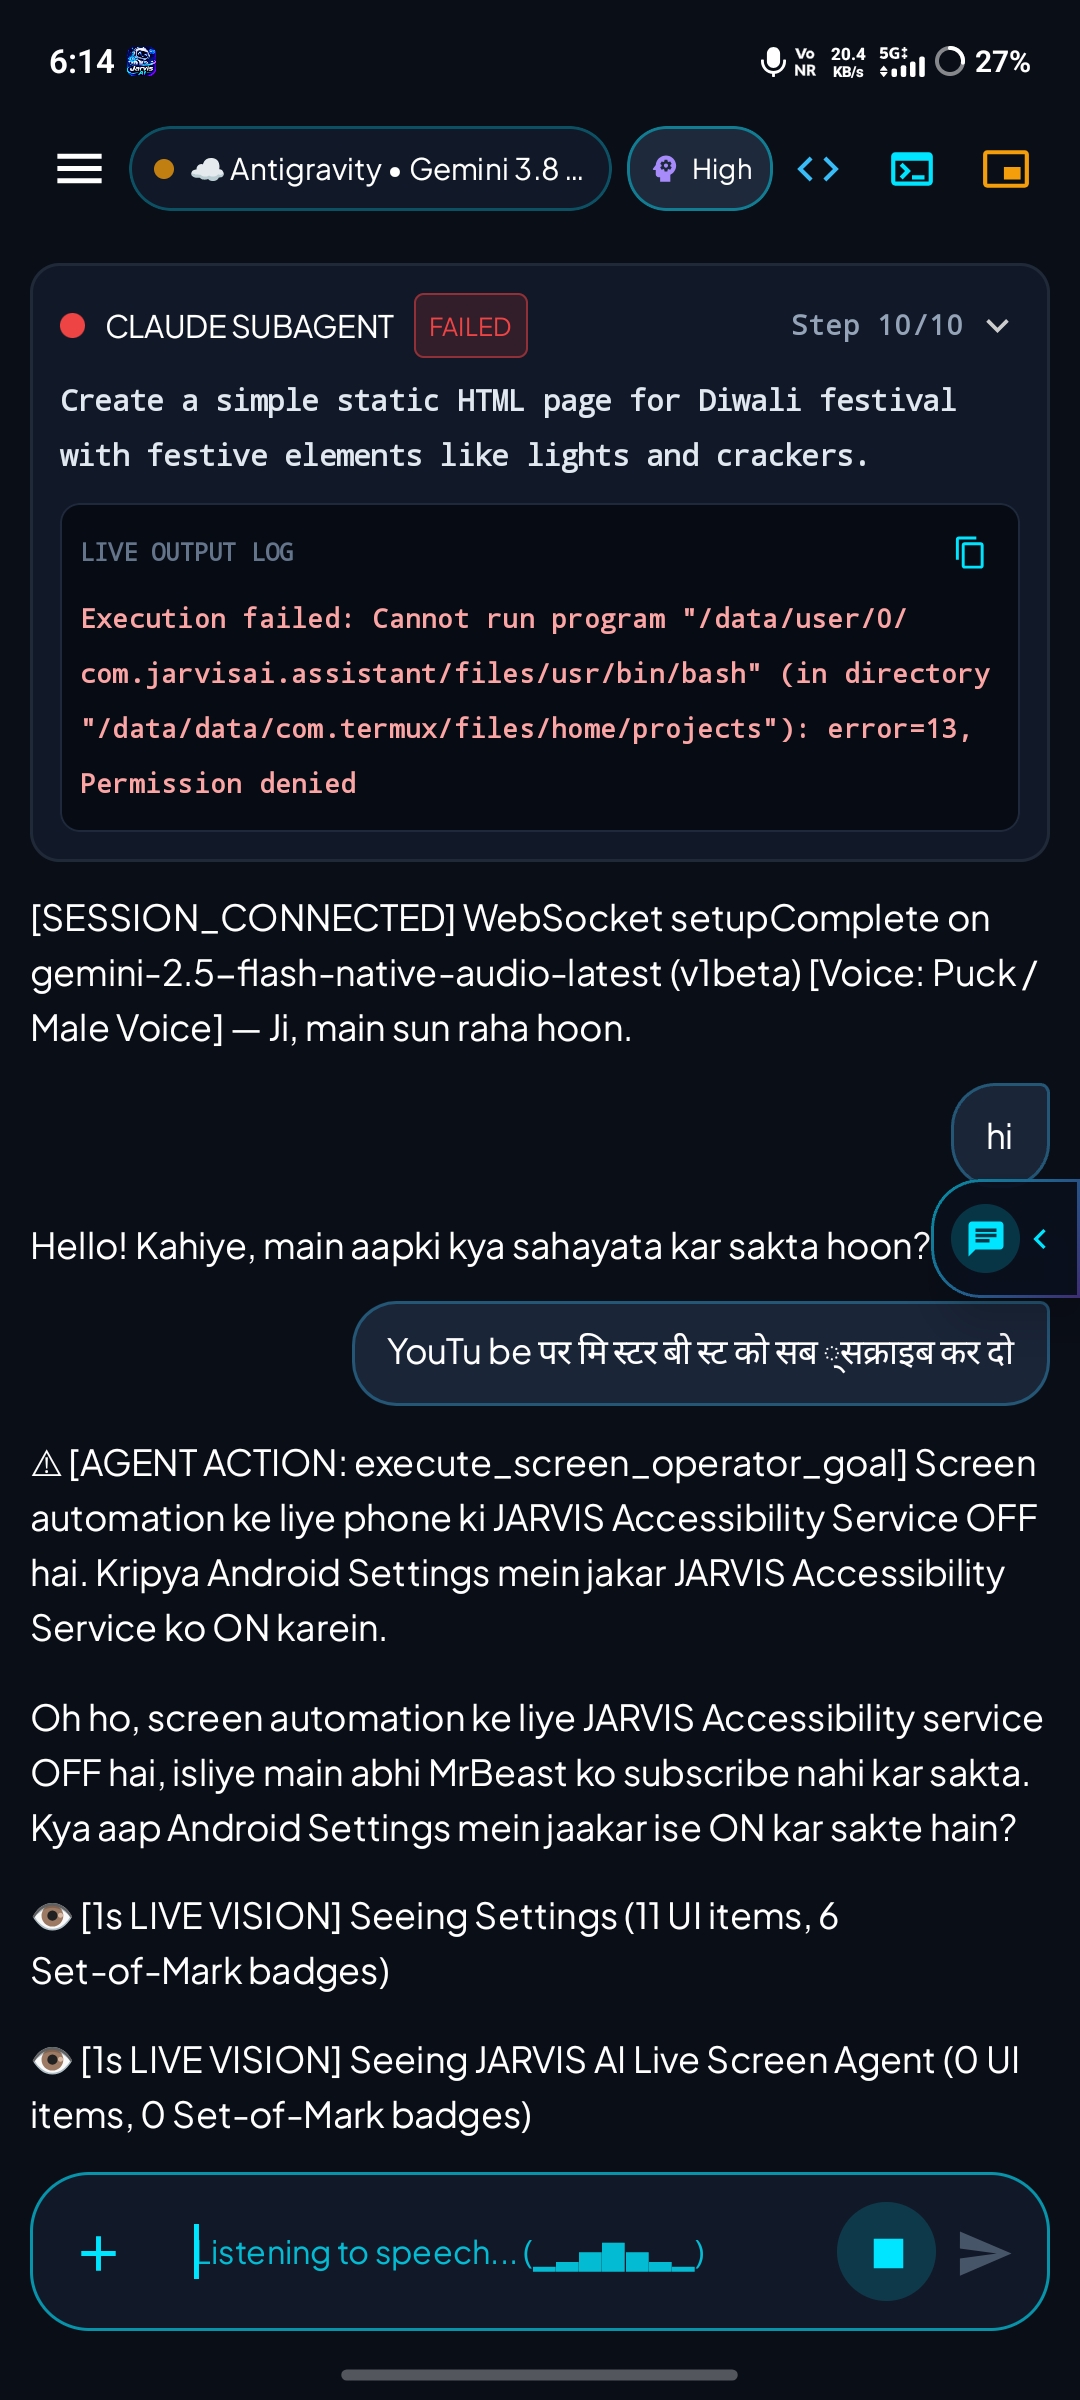 6:14
Vo NR
20.4 KB/s
5G
27%
☁️ Antigravity • Gemini 3.8 ...
High
CLAUDE SUBAGENT
FAILED
Step 10/10
Create a simple static HTML page for Diwali festival
with festive elements like lights and crackers.
LIVE OUTPUT LOG
Execution failed: Cannot run program "/data/user/0/
com.jarvisai.assistant/files/usr/bin/bash" (in directory
"/data/data/com.termux/files/home/projects"): error=13,
Permission denied
[SESSION_CONNECTED] WebSocket setupComplete on
gemini-2.5-flash-native-audio-latest (v1beta) [Voice: Puck /
Male Voice] — Ji, main sun raha hoon.
hi
Hello! Kahiye, main aapki kya sahayata kar sakta hoon?
YouTu be पर मि स्टर बी स्ट को सब ्सक्राइब कर दो
⚠ [AGENT ACTION: execute_screen_operator_goal] Screen
automation ke liye phone ki JARVIS Accessibility Service OFF
hai. Kripya Android Settings mein jakar JARVIS Accessibility
Service ko ON karein.
Oh ho, screen automation ke liye JARVIS Accessibility service
OFF hai, isliye main abhi MrBeast ko subscribe nahi kar sakta.
Kya aap Android Settings mein jaakar ise ON kar sakte hain?
👁️ [1s LIVE VISION] Seeing Settings (11 UI items, 6
Set-of-Mark badges)
👁️ [1s LIVE VISION] Seeing JARVIS AI Live Screen Agent (0 UI
items, 0 Set-of-Mark badges)
Listening to speech... (▁▂▄▆▄▂▁)